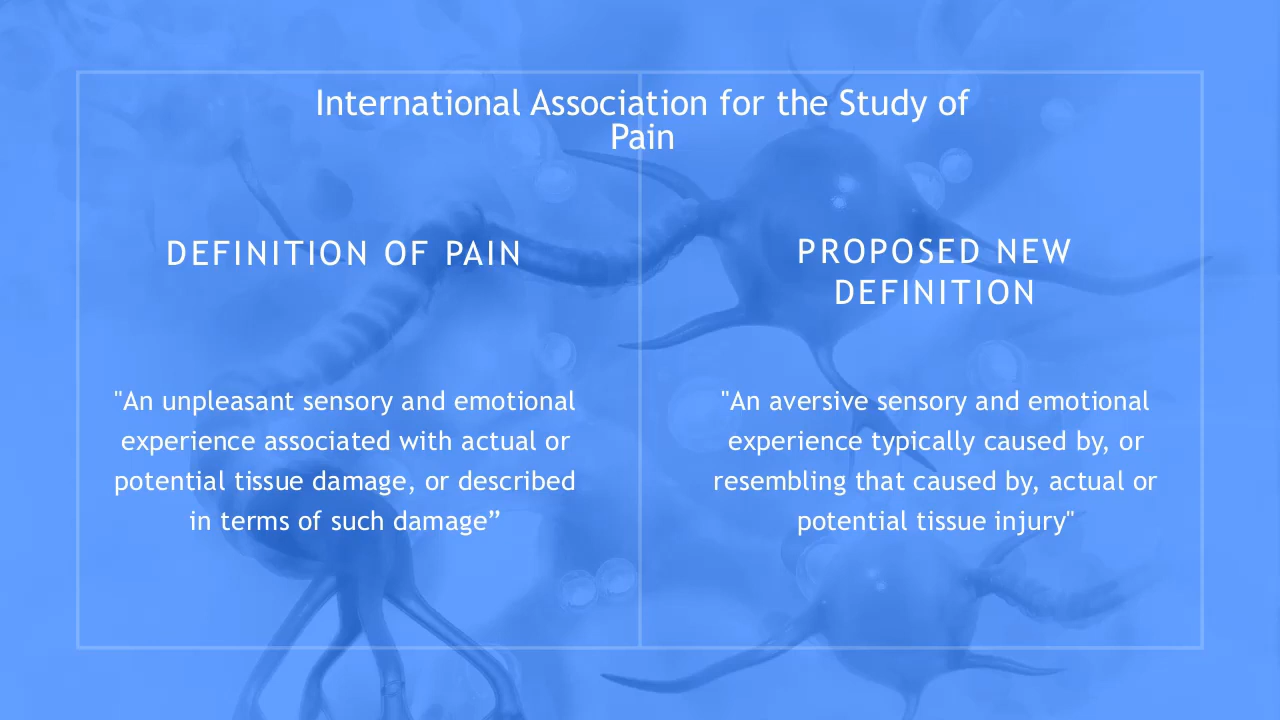 International Association for the Study of
Pain
DEFINITION OF PAIN
"An unpleasant sensory and emotional
experience associated with actual or
potential tissue damage, or described
in terms of such damage”
PROPOSED NEW
DEFINITION
"An aversive sensory and emotional
experience typically caused by, or
resembling that caused by, actual or
potential tissue injury"